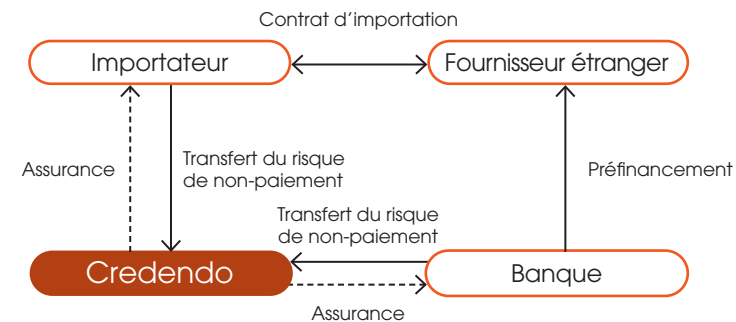 Contrat d’importation
Importateur
Fournisseur étranger
Assurance
Transfert du risque
de non-paiement
Préfinancement
Transfert du risque
de non-paiement
Credendo
Banque
Assurance